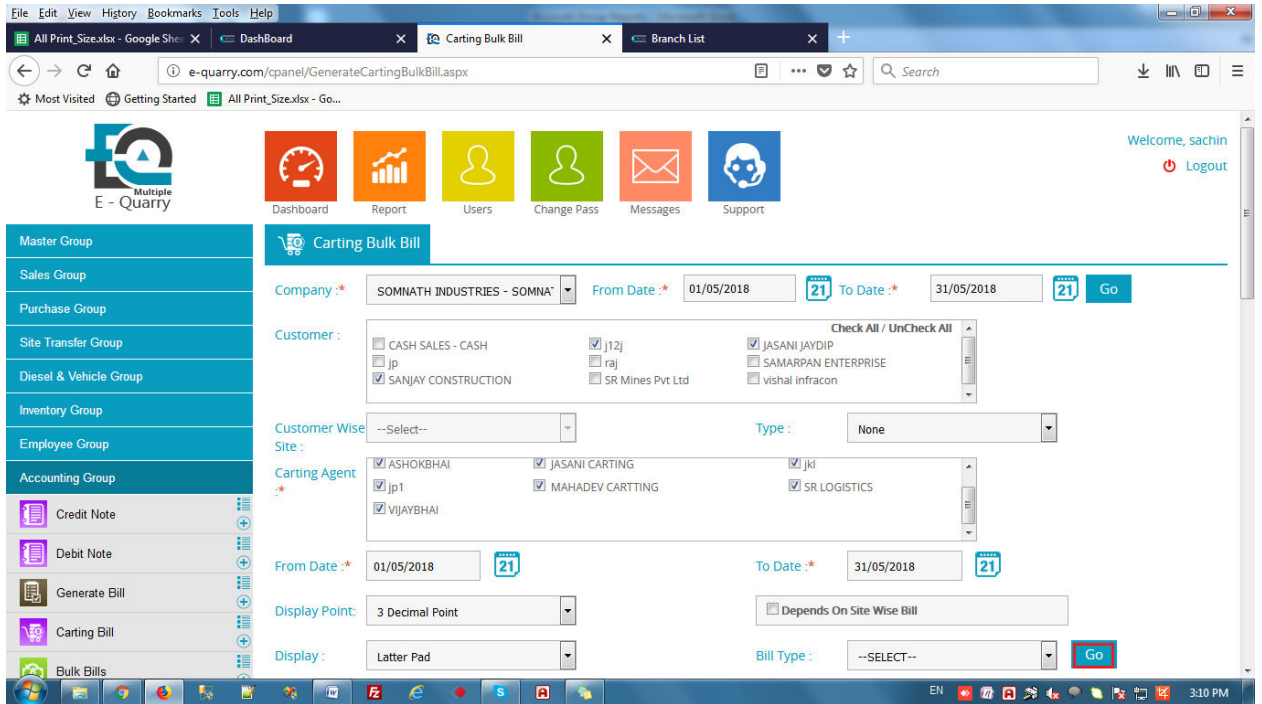 File Edit View History Bookmarks Tools Help
All Print_Size.xlsx - Google Shee
DashBoard
Carting Bulk Bill
Branch List
e-quarry.com/cpanel/GenerateCartingBulkBill.aspx
Search
Most Visited Getting Started All Print_Size.xlsx - Go...
EQ
Multiple
E - Quarry
Dashboard Report Users Change Pass Messages Support
Welcome, sachin
Logout
Master Group
Sales Group
Purchase Group
Site Transfer Group
Diesel & Vehicle Group
Inventory Group
Employee Group
Accounting Group
Credit Note
Debit Note
Generate Bill
Carting Bill
Bulk Bills
Carting Bulk Bill
Company :* SOMNATH INDUSTRIES - SOMNAT From Date :* 01/05/2018 21 To Date :* 31/05/2018 21 Go
Customer :
Check All / UnCheck All
CASH SALES - CASH j12j JASANI JAYDIP
jp raj SAMARPAN ENTERPRISE
SANJAY CONSTRUCTION SR Mines Pvt Ltd vishal infracon
Customer Wise
Site :
--Select--
Type : None
Carting Agent
:*
ASHOKBHAI JASANI CARTING jkl
jp1 MAHADEV CARTTING SR LOGISTICS
VIJAYBHAI
From Date :* 01/05/2018 21 To Date :* 31/05/2018 21
Display Point: 3 Decimal Point Depends On Site Wise Bill
Display : Latter Pad Bill Type : --SELECT-- Go
EN 3:10 PM